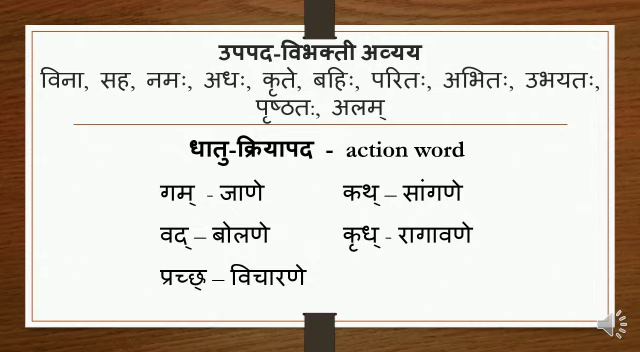 उपपद-विभक्ती अव्यय
विना, सह, नमः, अधः, कृते, बहिः, परितः, अभितः, उभयतः,
पृष्ठतः, अलम्
धातु-क्रियापद - action word
गम् - जाणे कथ् – सांगणे
वद् – बोलणे कृध् - रागावणे
प्रच्छ् – विचारणे